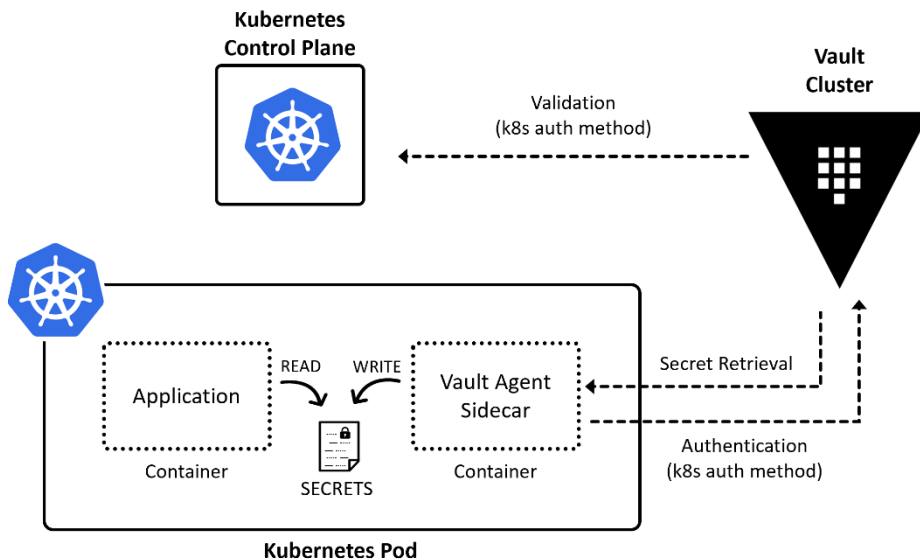 Kubernetes
Control Plane
Vault
Cluster
Validation
(k8s auth method)
READ
WRITE
Application
Vault Agent
Sidecar
Secret Retrieval
Container
SECRETS
Container
Authentication
(k8s auth method)
Kubernetes Pod